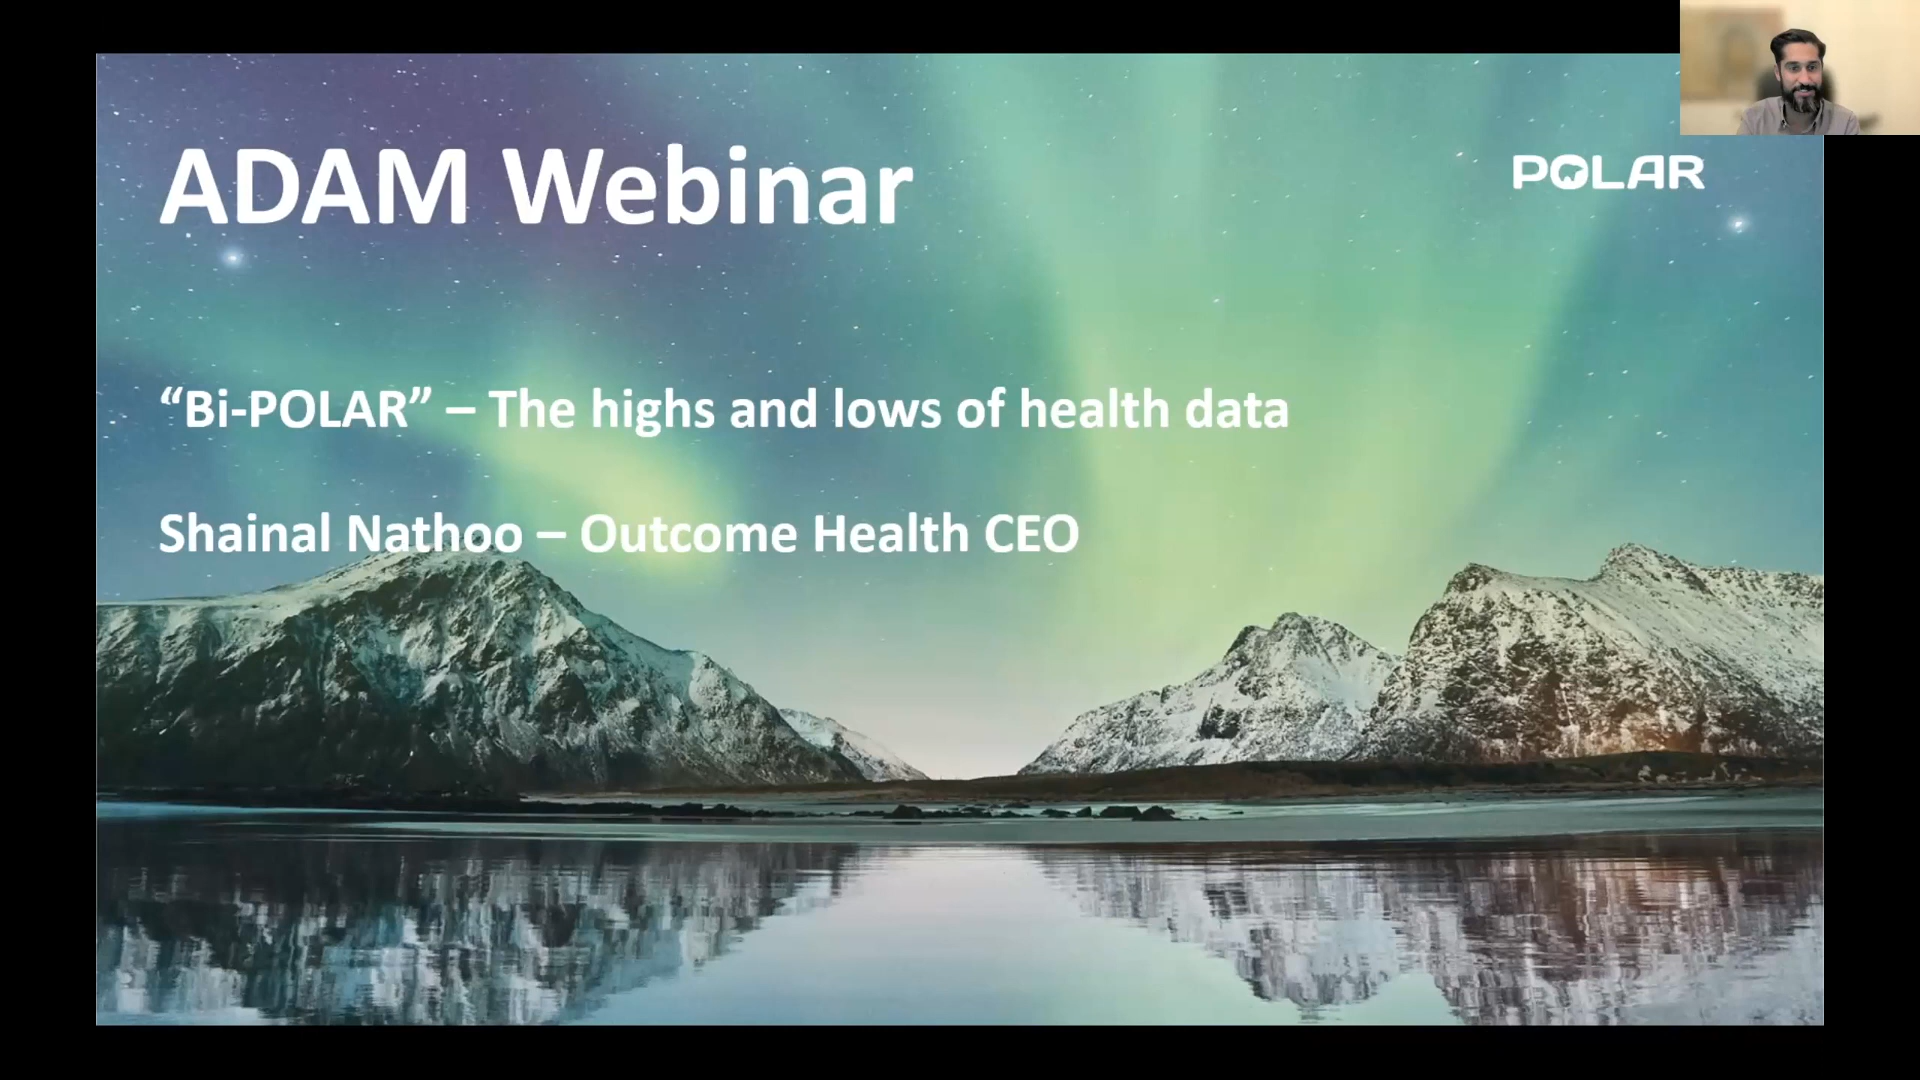 ADAM Webinar
POLAR
“Bi-POLAR” – The highs and lows of health data
Shainal Nathoo – Outcome Health CEO